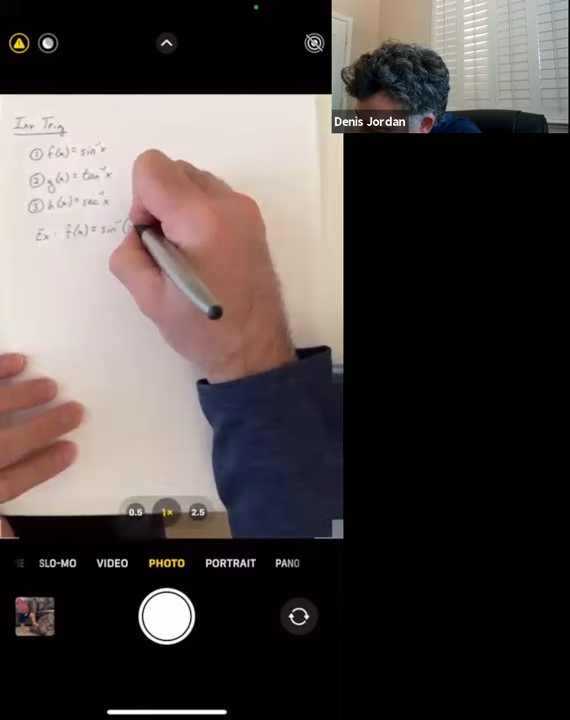 Denis Jordan
Inv Trig
① f(x) = sin⁻¹x
② g(x) = tan⁻¹x
③ h(x) = sec⁻¹x
Ex: f(x) = sin⁻¹(
0.5 1× 2.5
SLO-MO VIDEO PHOTO PORTRAIT PANO